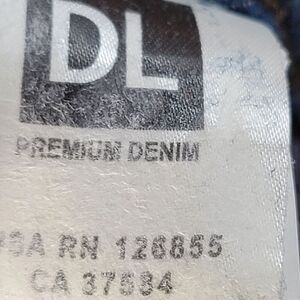 DL
PREMIUM DENIM
RN 126855
CA 37584